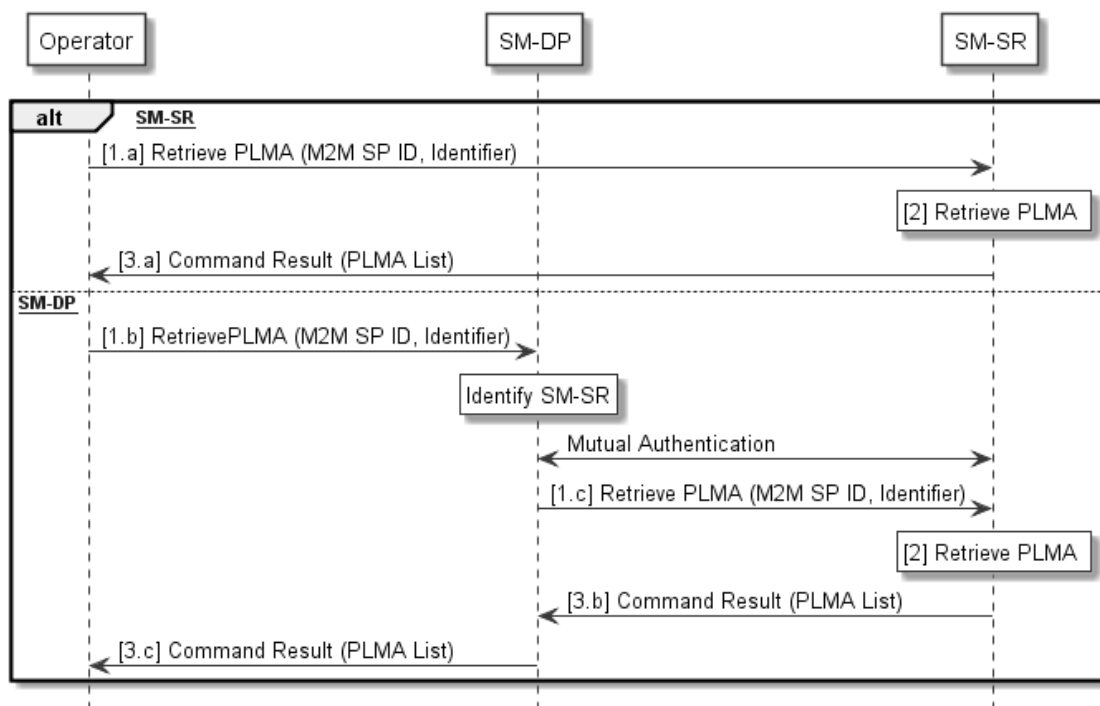 Operator
SM-DP
SM-SR
alt
SM-SR
[1.a] Retrieve PLMA (M2M SP ID, Identifier)
[2] Retrieve PLMA
[3.a] Command Result (PLMA List)
SM-DP
[1.b] RetrievePLMA (M2M SP ID, Identifier)
Identify SM-SR
Mutual Authentication
[1.c] Retrieve PLMA (M2M SP ID, Identifier)
[2] Retrieve PLMA
[3.b] Command Result (PLMA List)
[3.c] Command Result (PLMA List)